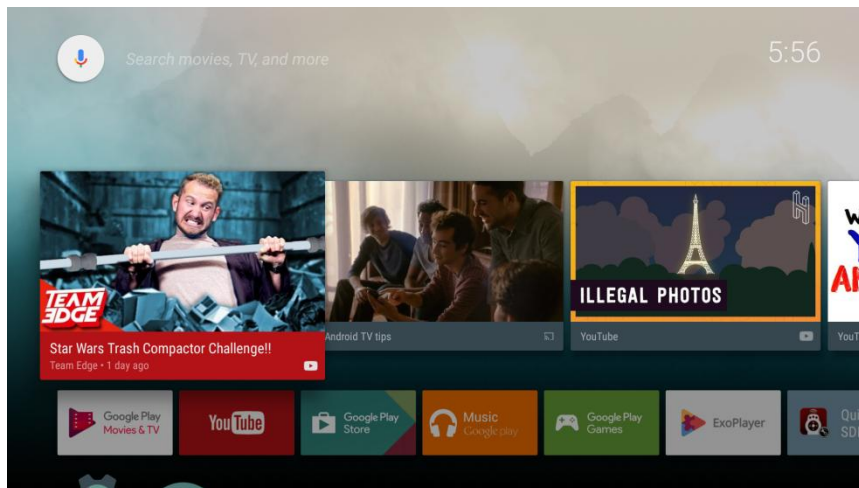 Search movies, TV, and more
5:56
TEAM
EDGE
Star Wars Trash Compactor Challenge!!
Team Edge • 1 day ago
Android TV tips
ILLEGAL PHOTOS
YouTube
Google Play
Movies & TV
YouTube
Google Play
Store
Music
Google play
Google Play
Games
ExoPlayer